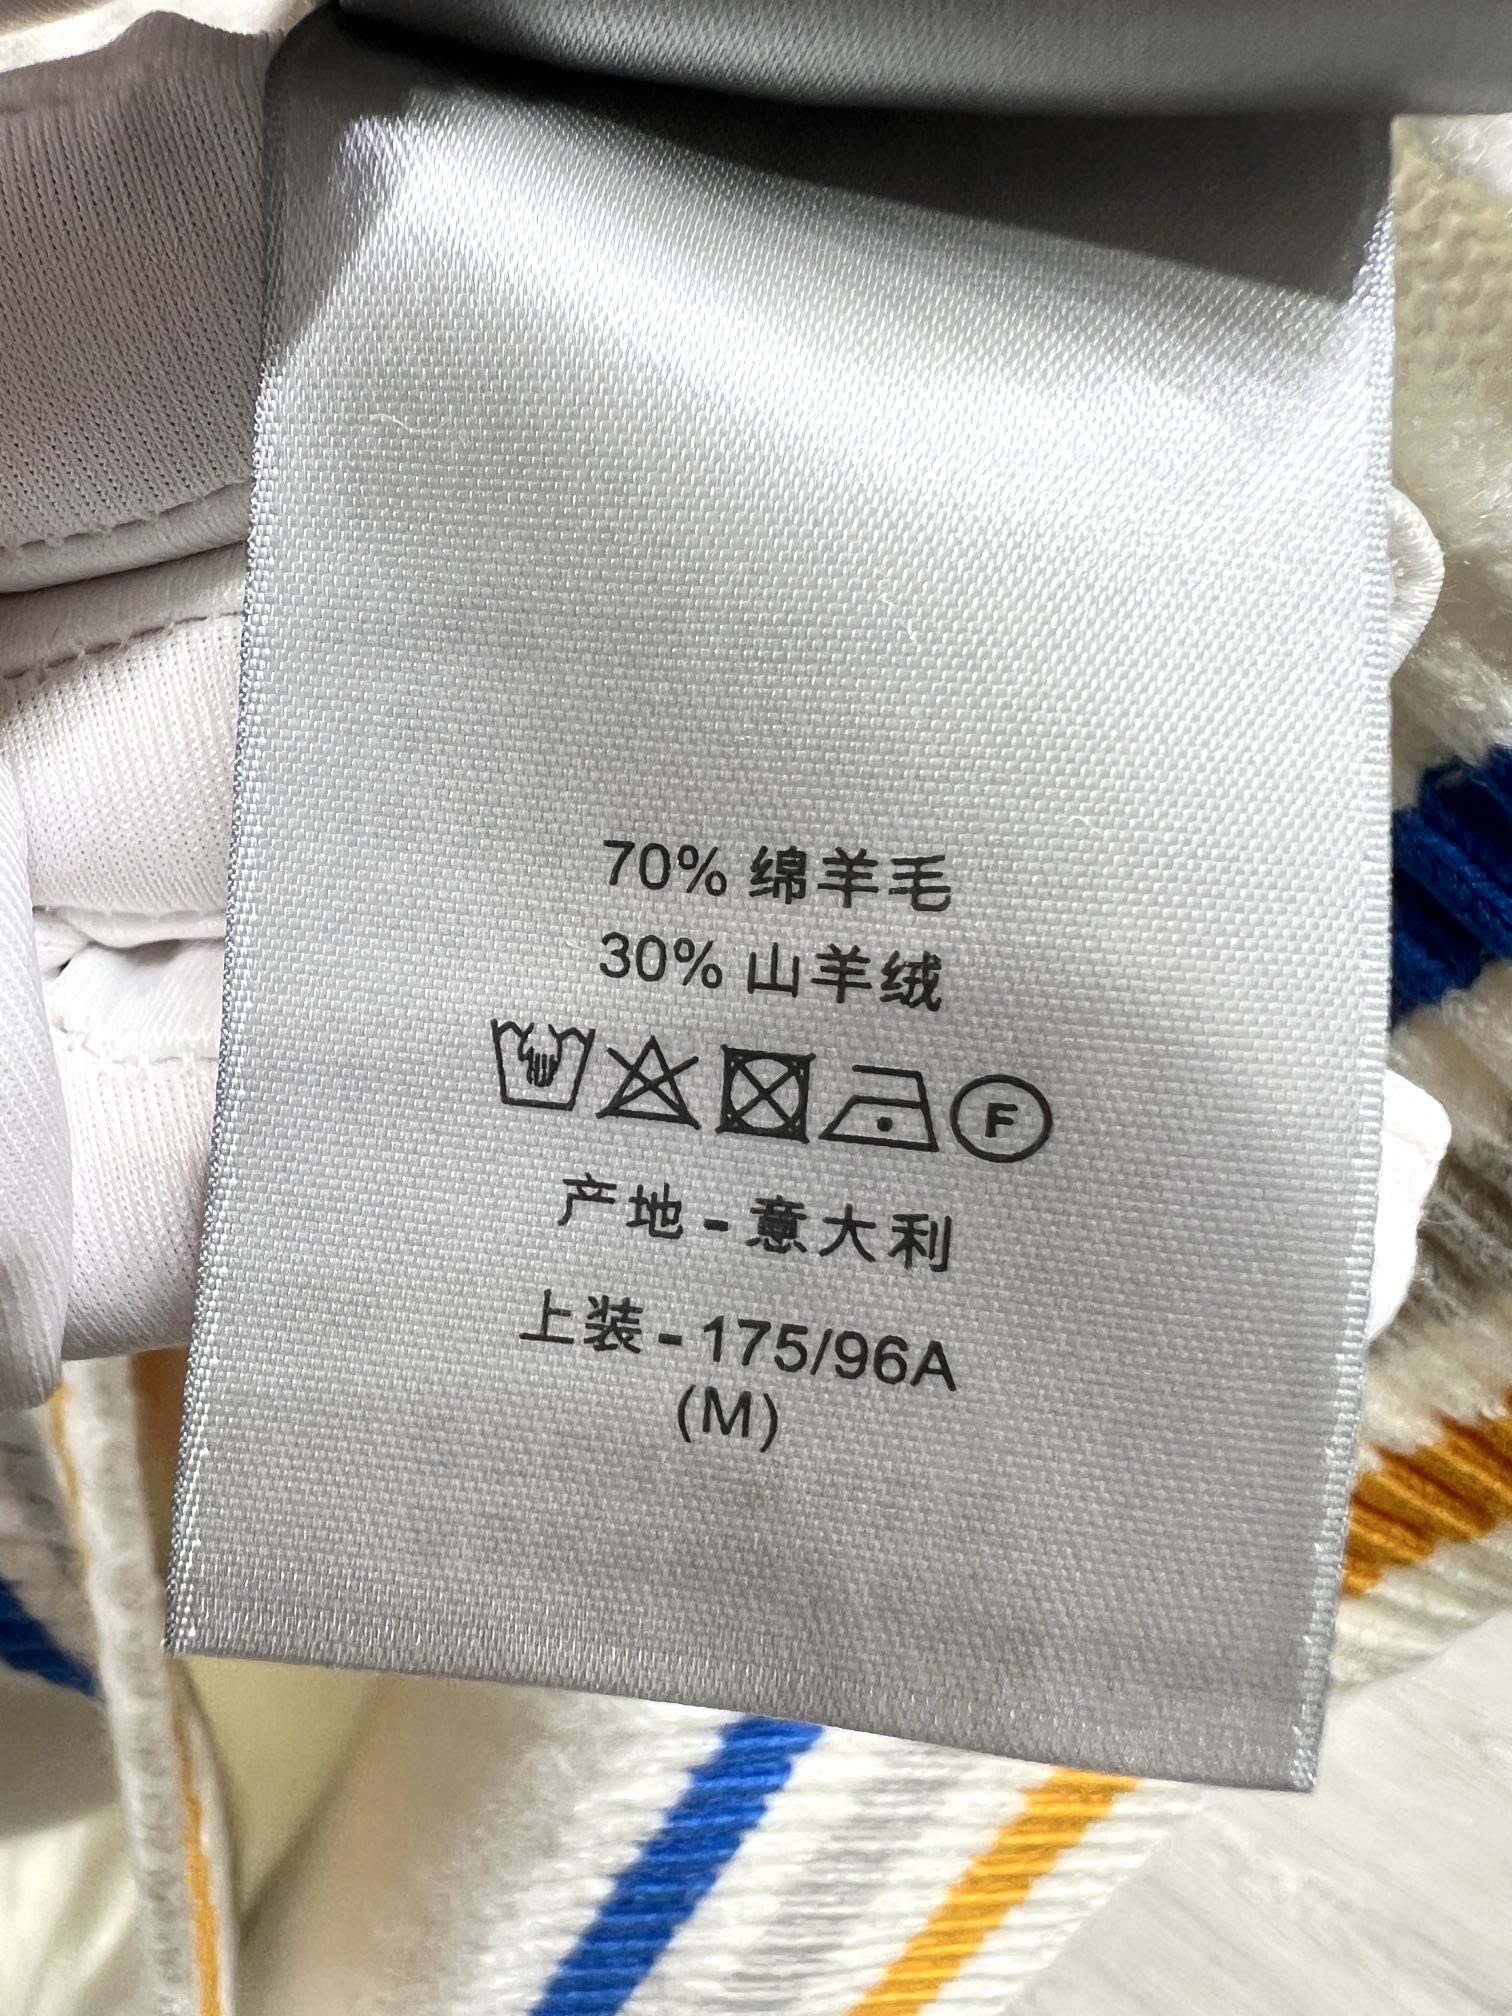 70% 绵羊毛
30% 山羊绒
F
产地 - 意大利
上装 - 175/96A
(M)